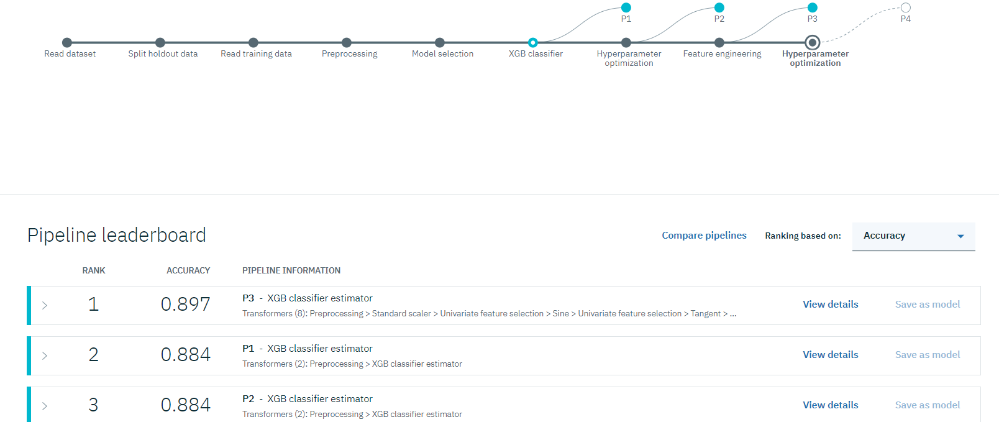 P1 P2 P3 P4
Read dataset Split holdout data Read training data Preprocessing Model selection XGB classifier Hyperparameter optimization Feature engineering Hyperparameter optimization
Pipeline leaderboard
Compare pipelines Ranking based on: Accuracy
RANK ACCURACY PIPELINE INFORMATION
1 0.897 P3 - XGB classifier estimator
Transformers (8): Preprocessing > Standard scaler > Univariate feature selection > Sine > Univariate feature selection > Tangent > ...
View details Save as model
2 0.884 P1 - XGB classifier estimator
Transformers (2): Preprocessing > XGB classifier estimator
View details Save as model
3 0.884 P2 - XGB classifier estimator
Transformers (2): Preprocessing > XGB classifier estimator
View details Save as model